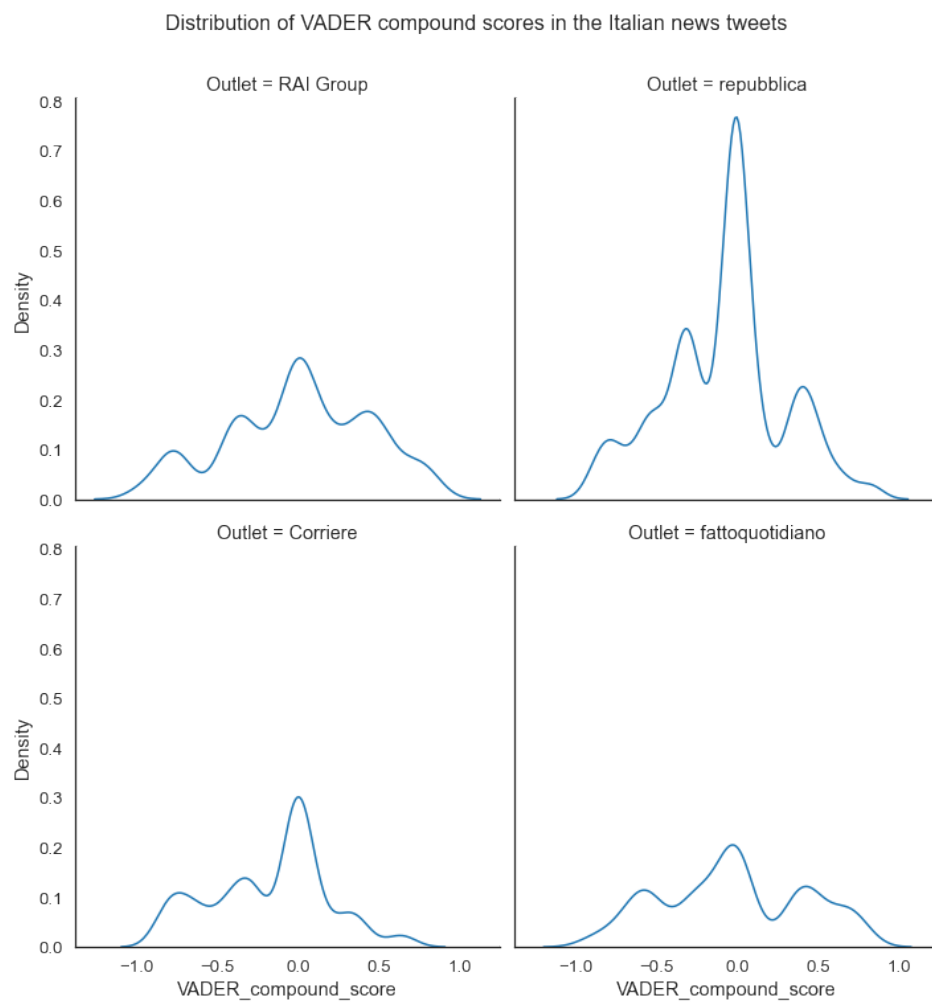 Distribution of VADER compound scores in the Italian news tweets
Outlet = RAI Group
Outlet = repubblica
0.8
0.7
0.6
0.5
0.4
0.3
0.2
0.1
0.0
Density
Outlet = Corriere
Outlet = fattoquotidiano
0.8
0.7
0.6
0.5
0.4
0.3
0.2
0.1
0.0
Density
−1.0 −0.5 0.0 0.5 1.0
−1.0 −0.5 0.0 0.5 1.0
VADER_compound_score
VADER_compound_score